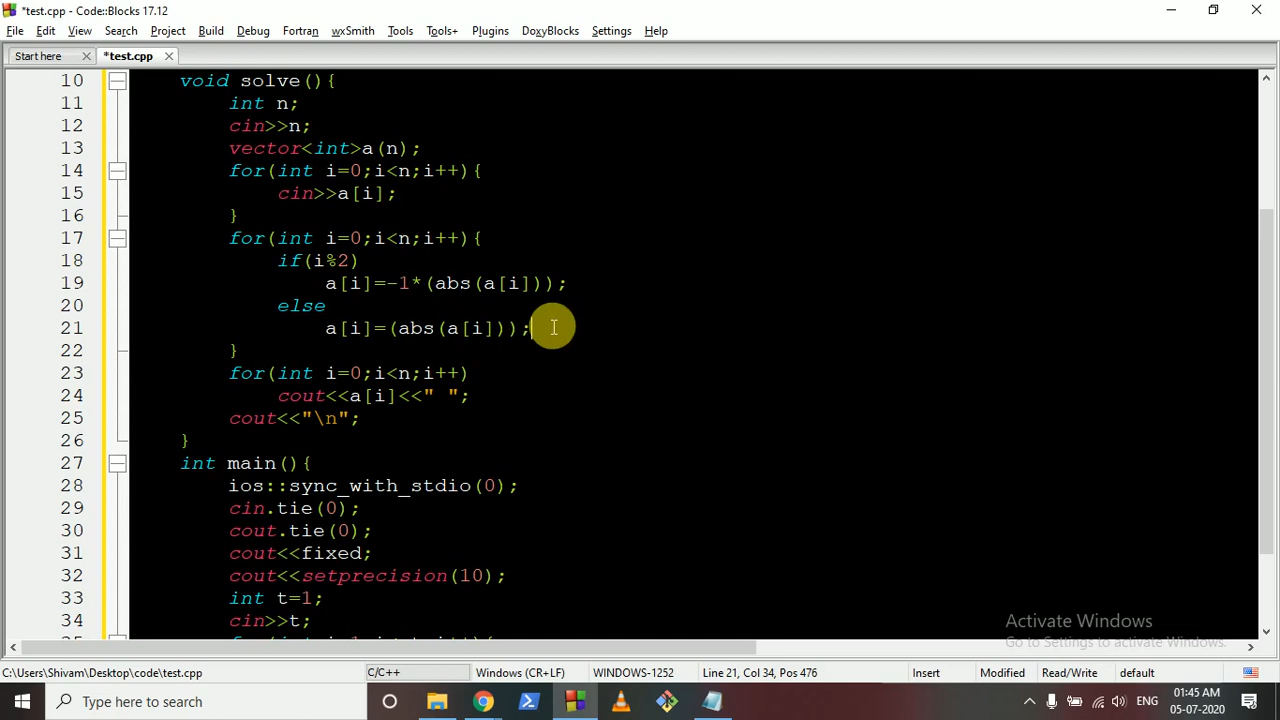 *test.cpp - Code::Blocks 17.12
File Edit View Search Project Build Debug Fortran wxSmith Tools Tools+ Plugins DoxyBlocks Settings Help
Start here *test.cpp
10 void solve(){
11 int n;
12 cin>>n;
13 vector<int>a(n);
14 for(int i=0;i<n;i++){
15 cin>>a[i];
16 }
17 for(int i=0;i<n;i++){
18 if(i%2)
19 a[i]=-1*(abs(a[i]));
20 else
21 a[i]=(abs(a[i]));
22 }
23 for(int i=0;i<n;i++)
24 cout<<a[i]<<" ";
25 cout<<"\n";
26 }
27 int main(){
28 ios::sync_with_stdio(0);
29 cin.tie(0);
30 cout.tie(0);
31 cout<<fixed;
32 cout<<setprecision(10);
33 int t=1;
34 cin>>t;
Activate Windows
Go to Settings to activate Windows.
C:\Users\Shivam\Desktop\code\test.cpp C/C++ Windows (CR+LF) WINDOWS-1252 Line 21, Col 34, Pos 476 Insert Modified Read/Write default
Type here to search
ENG
01:45 AM
05-07-2020